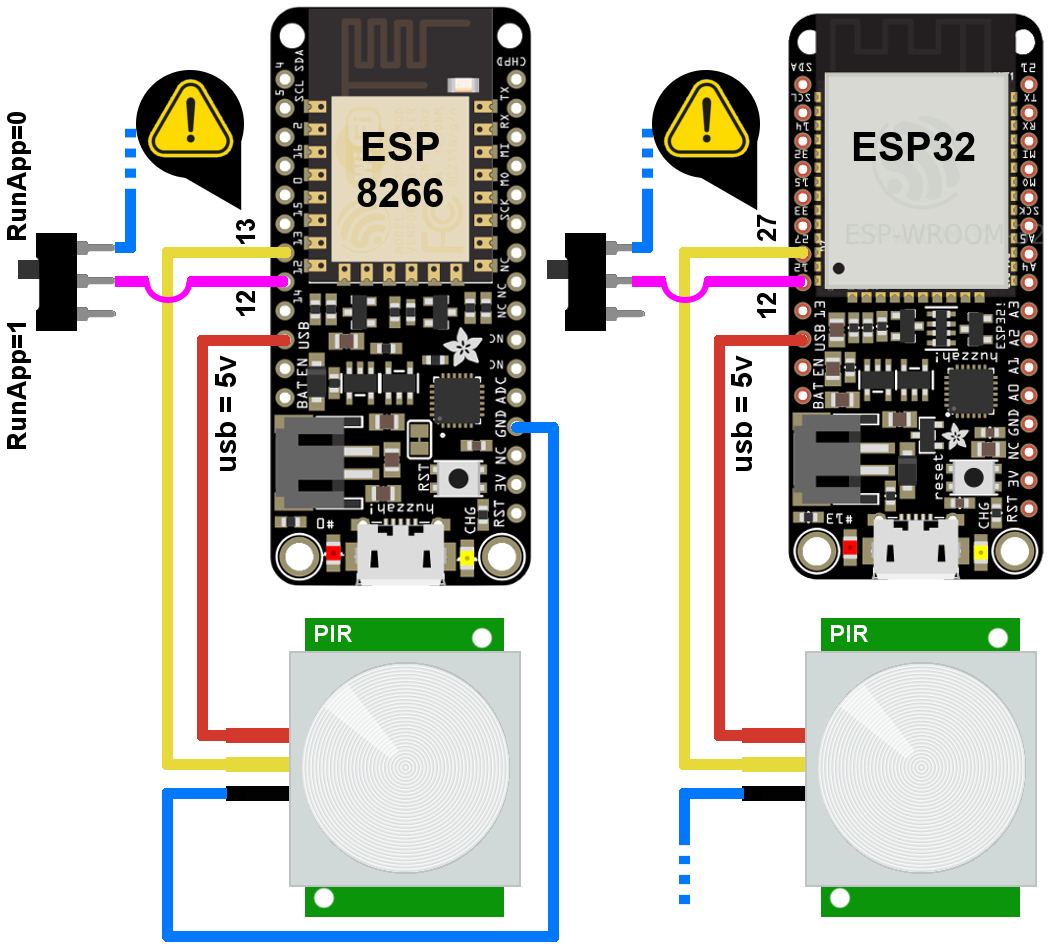 RunApp=0
RunApp=1
!
13
12
usb = 5v
ESP
8266
4
5
SDA
SCL
2
16
0
15
13
12
14
USB
EN
BAT
CHPD
TX
RX
MI
MO
SCK
NC
NC
NC
NC
NC
ADC
GND
NC
3V
RST
RST
huzzah!
#0
CHG
PIR
!
27
12
usb = 5v
ESP32
ESP-WROOM-32
SDA
SCL
14
32
15
33
27
12
13
USB
EN
BAT
21
TX
RX
MI
MO
SCK
A5
A4
A3
A2
A1
A0
GND
NC
3V
RST
ESP32!
huzzah!
reset
#13
CHG
PIR